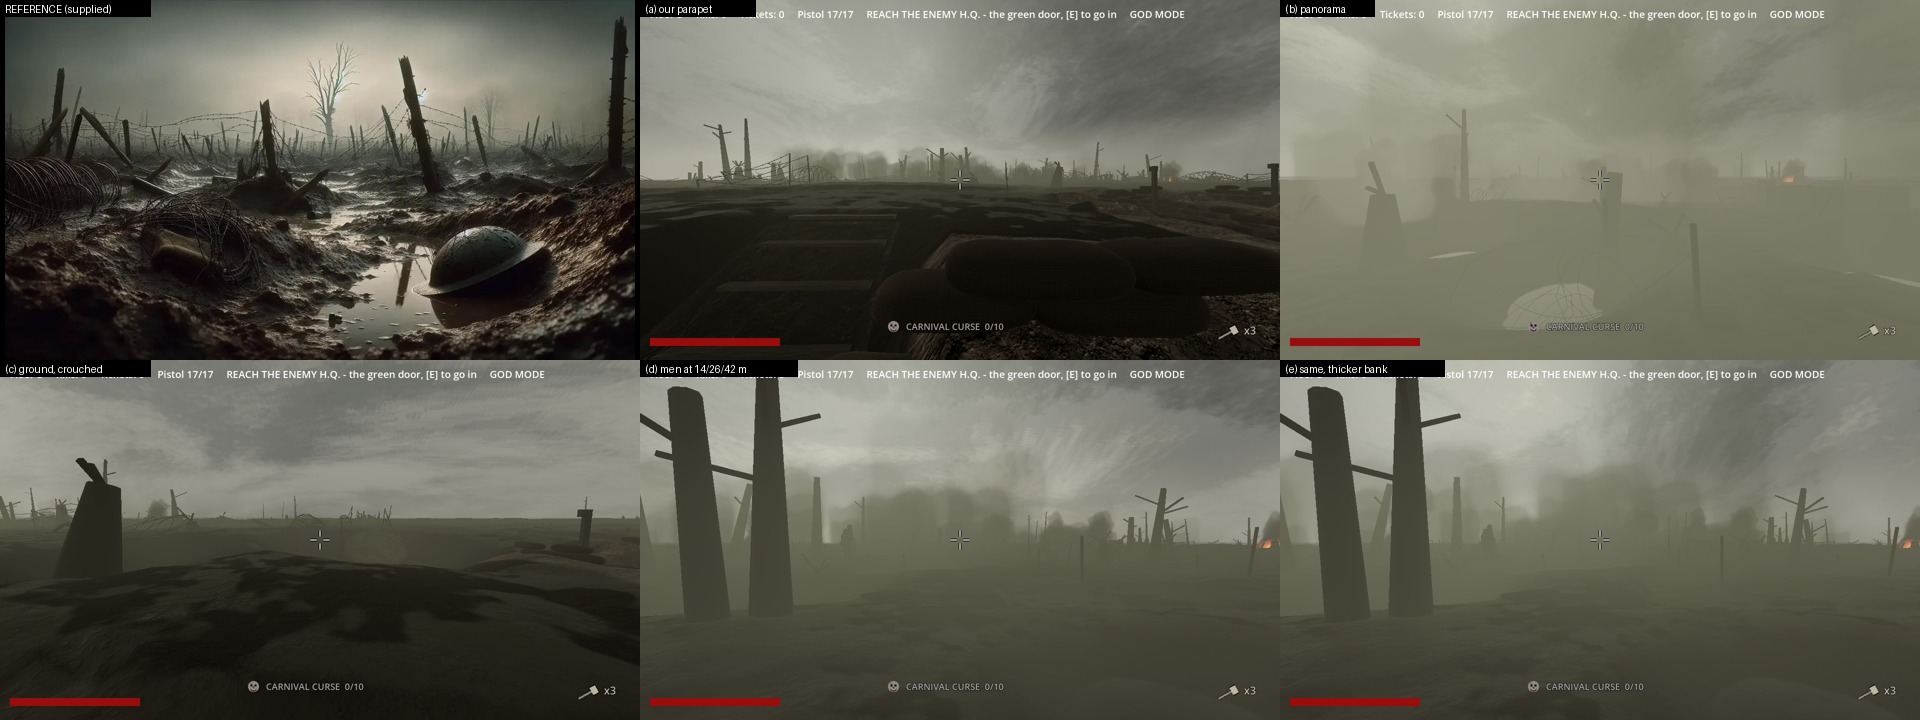 REFERENCE (supplied)
(a) our parapet
Tickets: 0 Pistol 17/17 REACH THE ENEMY H.Q. - the green door, [E] to go in GOD MODE
CARNIVAL CURSE 0/10
x3
(b) panorama
Tickets: 0 Pistol 17/17 REACH THE ENEMY H.Q. - the green door, [E] to go in GOD MODE
CARNIVAL CURSE 0/10
x3
(c) ground, crouched
Pistol 17/17 REACH THE ENEMY H.Q. - the green door, [E] to go in GOD MODE
CARNIVAL CURSE 0/10
x3
(d) men at 14/26/42 m
Pistol 17/17 REACH THE ENEMY H.Q. - the green door, [E] to go in GOD MODE
CARNIVAL CURSE 0/10
x3
(e) same, thicker bank
17/17 REACH THE ENEMY H.Q. - the green door, [E] to go in GOD MODE
CARNIVAL CURSE 0/10
x3